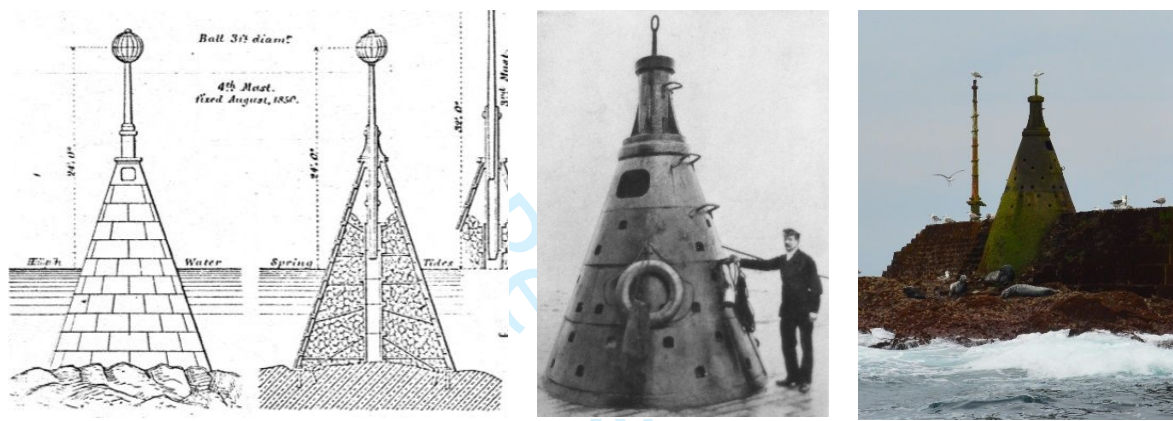 Ball 3ft diamr.
4th Mast.
fixed August, 1850.
24'. 0"
24'. 0"
32'. 0"
3rd Mast.
High Water
Spring Tides